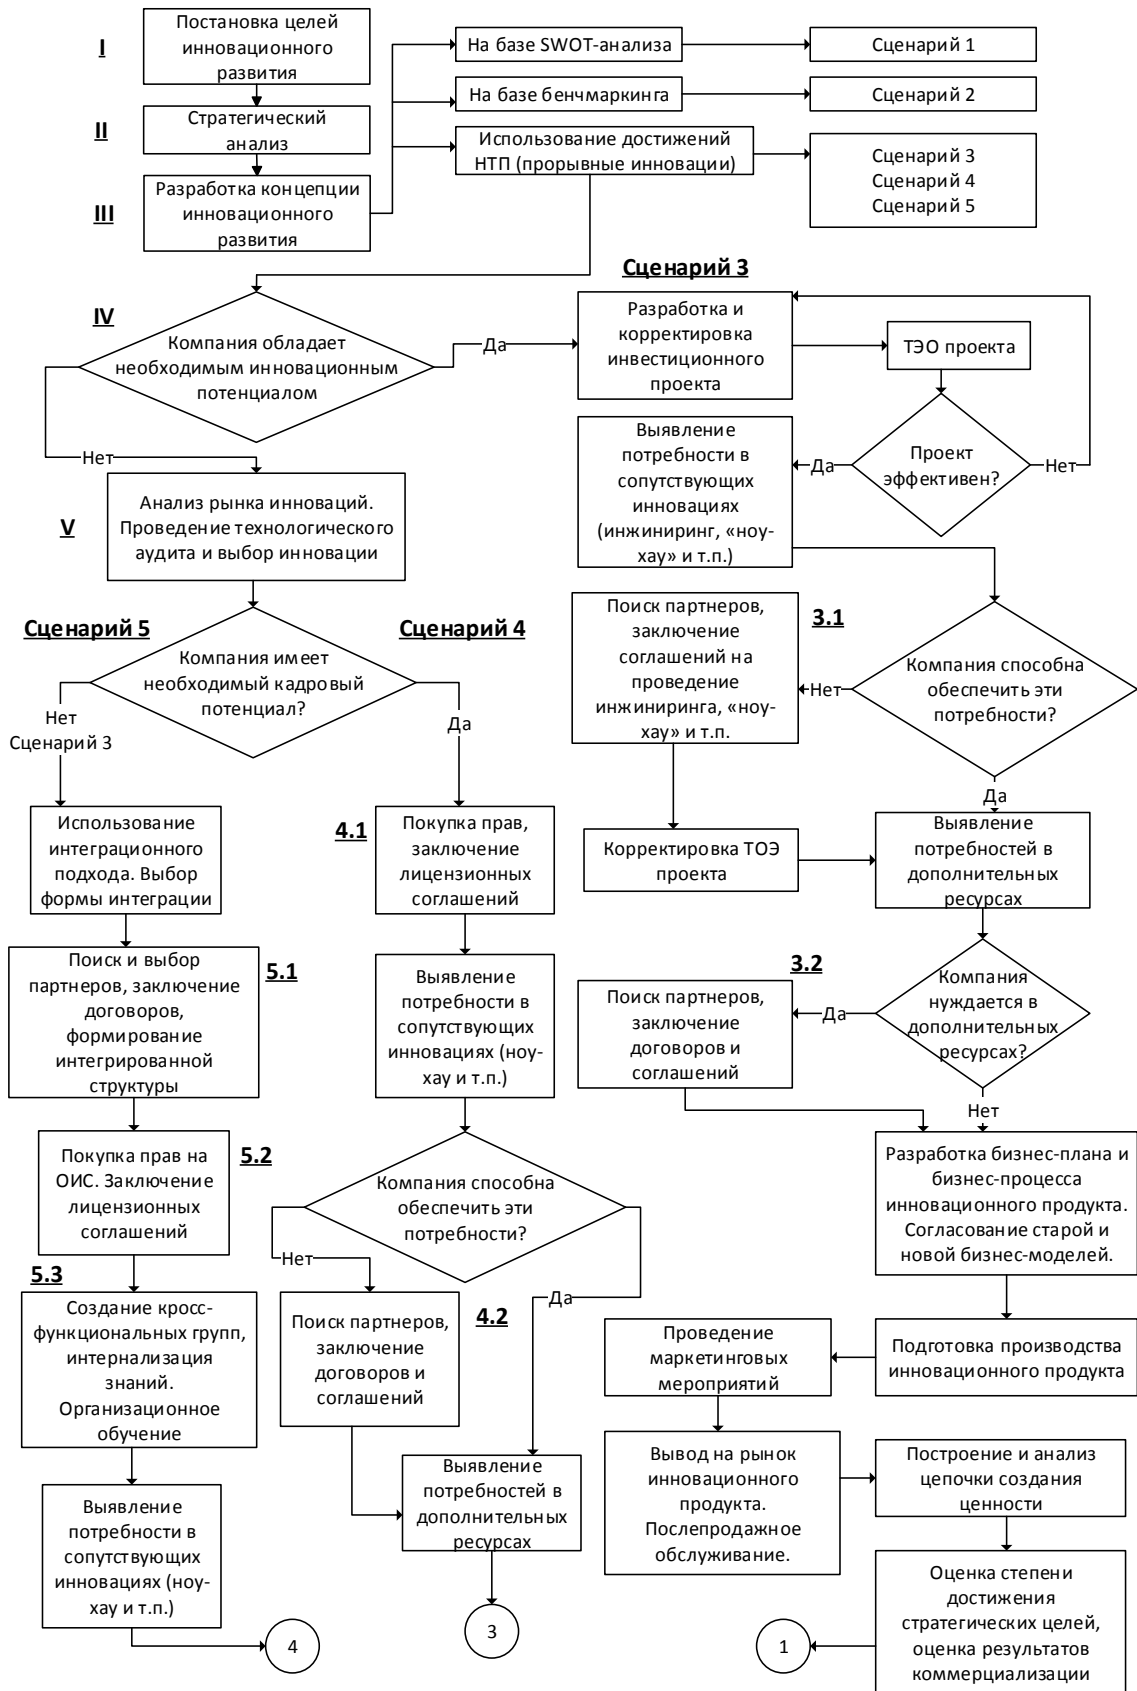 I
Постановка целей
инновационного
развития
На базе SWOT-анализа
Сценарий 1
На базе бенчмаркинга
Сценарий 2
II
Стратегический
анализ
Использование достижений
НТП (прорывные инновации)
Сценарий 3
Сценарий 4
Сценарий 5
III
Разработка концепции
инновационного
развития
Сценарий 3
IV
Компания обладает
необходимым инновационным
потенциалом
Да
Разработка и
корректировка
инвестиционного
проекта
ТЭО проекта
Нет
Выявление
потребности в
сопутствующих
инновациях
(инжиниринг, «ноу-
хау» и т.п.)
Да
Проект
эффективен?
Нет
V
Анализ рынка инноваций.
Проведение технологического
аудита и выбор инновации
Сценарий 5
Сценарий 4
Компания имеет
необходимый кадровый
потенциал?
Нет
Сценарий 3
Да
Поиск партнеров,
заключение
соглашений на
проведение
инжиниринга, «ноу-
хау» и т.п.
3.1
Нет
Компания способна
обеспечить эти
потребности?
Да
Использование
интеграционного
подхода. Выбор
формы интеграции
4.1
Покупка прав,
заключение
лицензионных
соглашений
Корректировка ТОЭ
проекта
Выявление
потребностей в
дополнительных
ресурсах
Поиск и выбор
партнеров, заключение
договоров,
формирование
интегрированной
структуры
5.1
Выявление
потребности в
сопутствующих
инновациях (ноу-
хау и т.п.)
3.2
Поиск партнеров,
заключение
договоров и
соглашений
Да
Компания
нуждается в
дополнительных
ресурсах?
Нет
Покупка прав на
ОИС. Заключение
лицензионных
соглашений
5.2
Компания способна
обеспечить эти
потребности?
Нет
Да
Разработка бизнес-плана и
бизнес-процесса
инновационного продукта.
Согласование старой и
новой бизнес-моделей.
5.3
Создание кросс-
функциональных групп,
интернализация
знаний.
Организационное
обучение
Поиск партнеров,
заключение
договоров и
соглашений
4.2
Проведение
маркетинговых
мероприятий
Подготовка производства
инновационного продукта
Выявление
потребности в
сопутствующих
инновациях (ноу-
хау и т.п.)
Выявление
потребностей в
дополнительных
ресурсах
Вывод на рынок
инновационного
продукта.
Послепродажное
обслуживание.
Построение и анализ
цепочки создания
ценности
Оценка степени
достижения
стратегических целей,
оценка результатов
коммерциализации
4
3
1